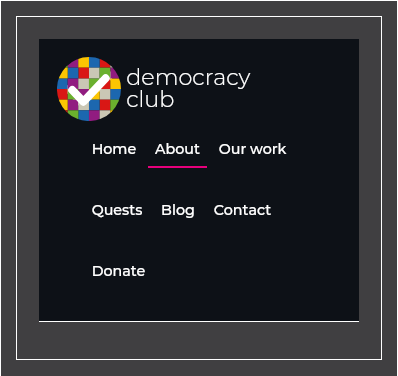 democracy
club
Home About Our work
Quests Blog Contact
Donate